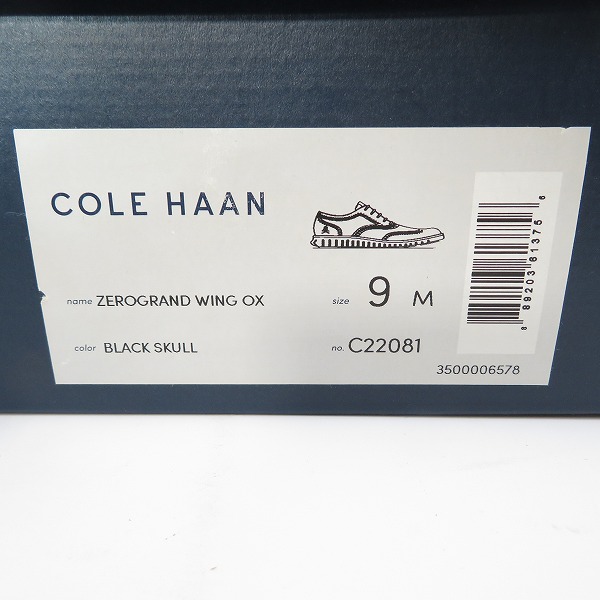 COLE HAAN
name ZEROGRAND WING OX
size 9 M
color BLACK SKULL
no. C22081
8 89203 61375 6
3500006578